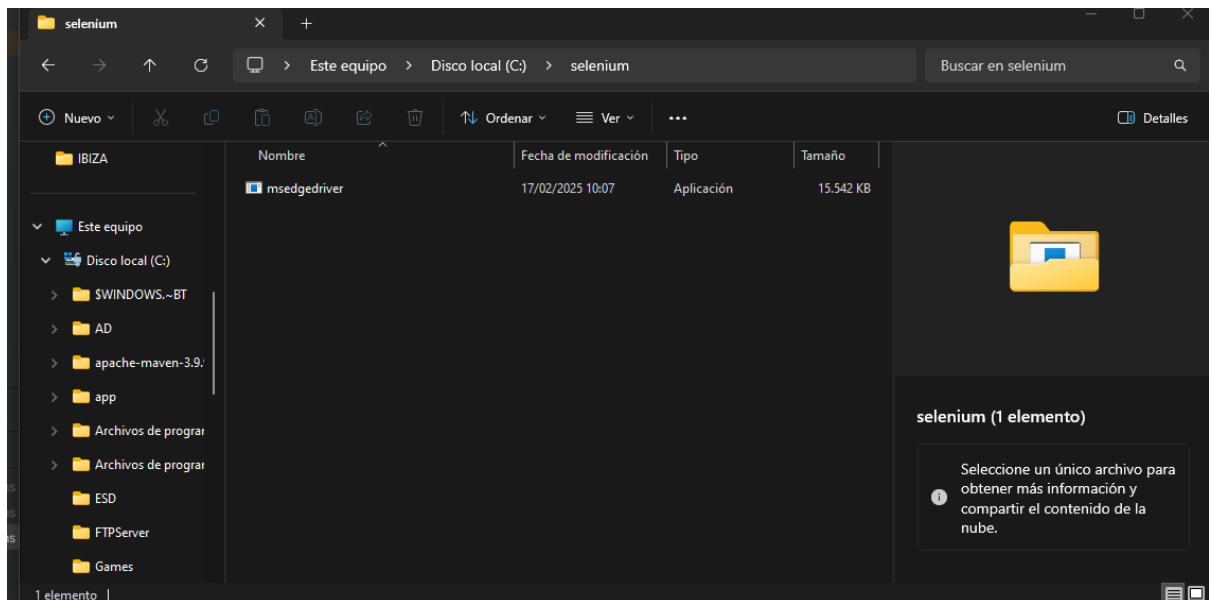 selenium
Este equipo > Disco local (C:) > selenium
Buscar en selenium
Nuevo
Ordenar
Ver
Detalles
IBIZA
Este equipo
Disco local (C:)
$WINDOWS.~BT
AD
apache-maven-3.9.
app
Archivos de prograr
Archivos de prograr
ESD
FTPServer
Games
Nombre
Fecha de modificación
Tipo
Tamaño
msedgedriver
17/02/2025 10:07
Aplicación
15.542 KB
selenium (1 elemento)
Seleccione un único archivo para
obtener más información y
compartir el contenido de la
nube.
1 elemento